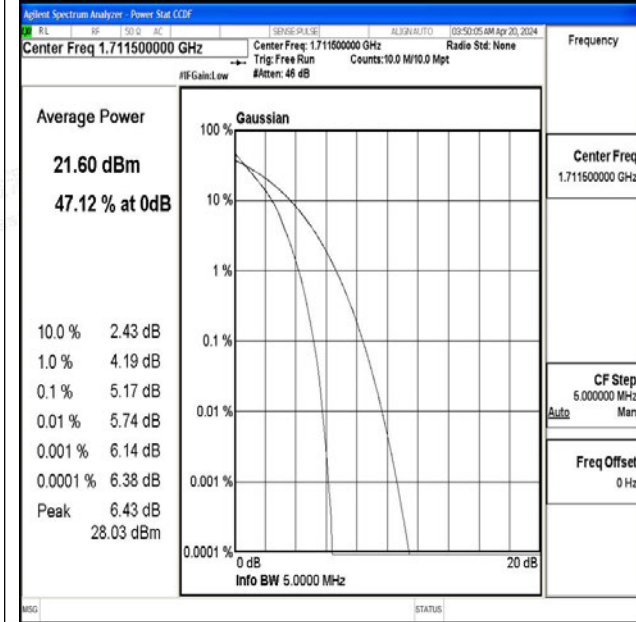 Agilent Spectrum Analyzer - Power Stat CCDF
RL RF 50 Ω AC SENSE:PULSE ALIGN AUTO 03:50:05 AM Apr 20, 2024
Center Freq 1.711500000 GHz
Center Freq: 1.711500000 GHz Radio Std: None
Trig: Free Run Counts:10.0 M/10.0 Mpt
#IFGain:Low #Atten: 46 dB
Frequency
Average Power
21.60 dBm
47.12 % at 0dB
10.0 % 2.43 dB
1.0 % 4.19 dB
0.1 % 5.17 dB
0.01 % 5.74 dB
0.001 % 6.14 dB
0.0001 % 6.38 dB
Peak 6.43 dB
28.03 dBm
Gaussian
100 %
10 %
1 %
0.1 %
0.01 %
0.001 %
0.0001 %
0 dB 20 dB
Info BW 5.0000 MHz
Center Freq
1.711500000 GHz
CF Step
5.000000 MHz
Auto Man
Freq Offset
0 Hz
MSG STATUS